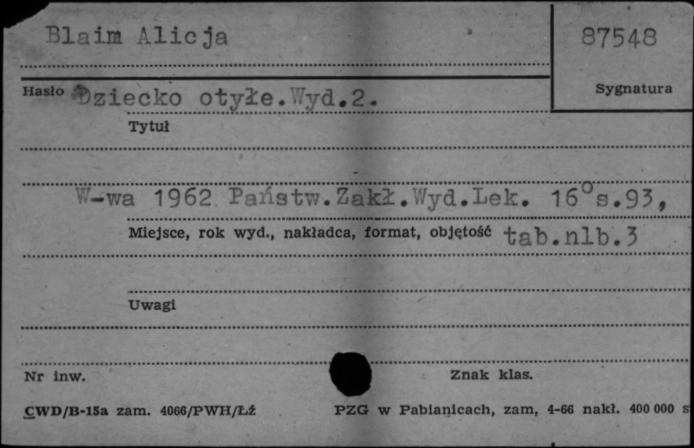 Blaim Alicja
87548
Hasło
Sygnatura
Dziecko otyłe.Wyd.2.
Tytuł
W-wa 1962 Państw.Zakł.Wyd.Lek. 16°s.93,
Miejsce, rok wyd., nakładca, format, objętość tab.nlb.3
Uwagi
Nr inw.
Znak klas.
CWD/B-15a zam. 4066/PWH/Łź
PZG w Pabianicach, zam, 4-66 nakł. 400 000 s